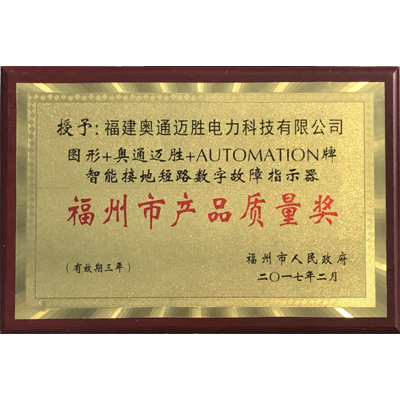 授予:福建奥通迈胜电力科技有限公司
图形+奥通迈胜+AUTOMATION牌
智能接地短路数字故障指示器
福州市产品质量奖
福州市人民政府
(有效期三年)
二〇一七年二月